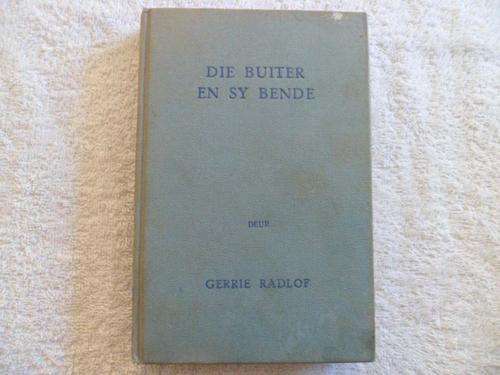 DIE BUITER
EN SY BENDE
DEUR
GERRIE RADLOF